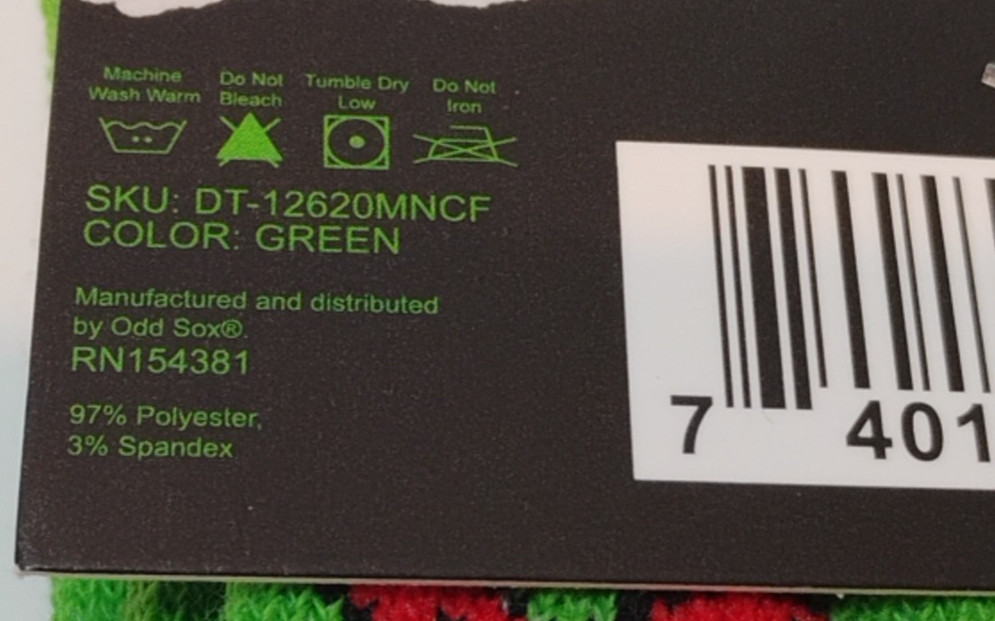 Machine Wash Warm
Do Not Bleach
Tumble Dry Low
Do Not Iron
SKU: DT-12620MNCF
COLOR: GREEN
Manufactured and distributed
by Odd Sox®.
RN154381
97% Polyester,
3% Spandex
7 401